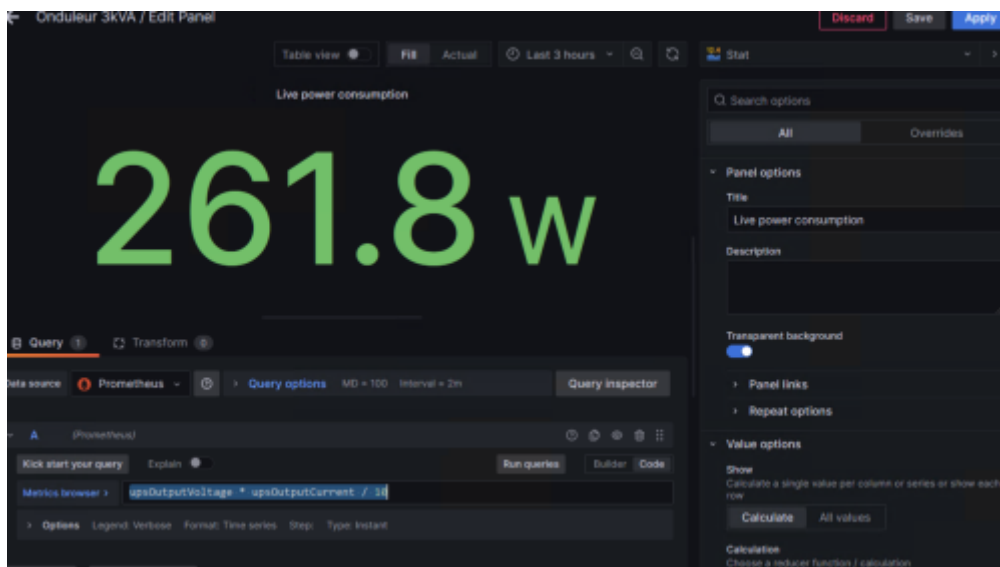 Onduleur 3kVA / Edit Panel
Discard
Save
Apply
Table view
Fill
Actual
Last 3 hours
Stat
Live power consumption
261.8 W
Search options
All
Overrides
Panel options
Title
Live power consumption
Description
Transparent background
Panel links
Repeat options
Value options
Show
Calculate a single value per column or series or show each
row
Calculate
All values
Calculation
Choose a reducer function / calculation
Query 1
Transform 0
Data source
Prometheus
Query options
MD = 100
Interval = 2m
Query inspector
A
(Prometheus)
Kick start your query
Explain
Run queries
Builder
Code
Metrics browser >
upsOutputVoltage * upsOutputCurrent / 10
Options
Legend: Verbose
Format: Time series
Step:
Type: Instant